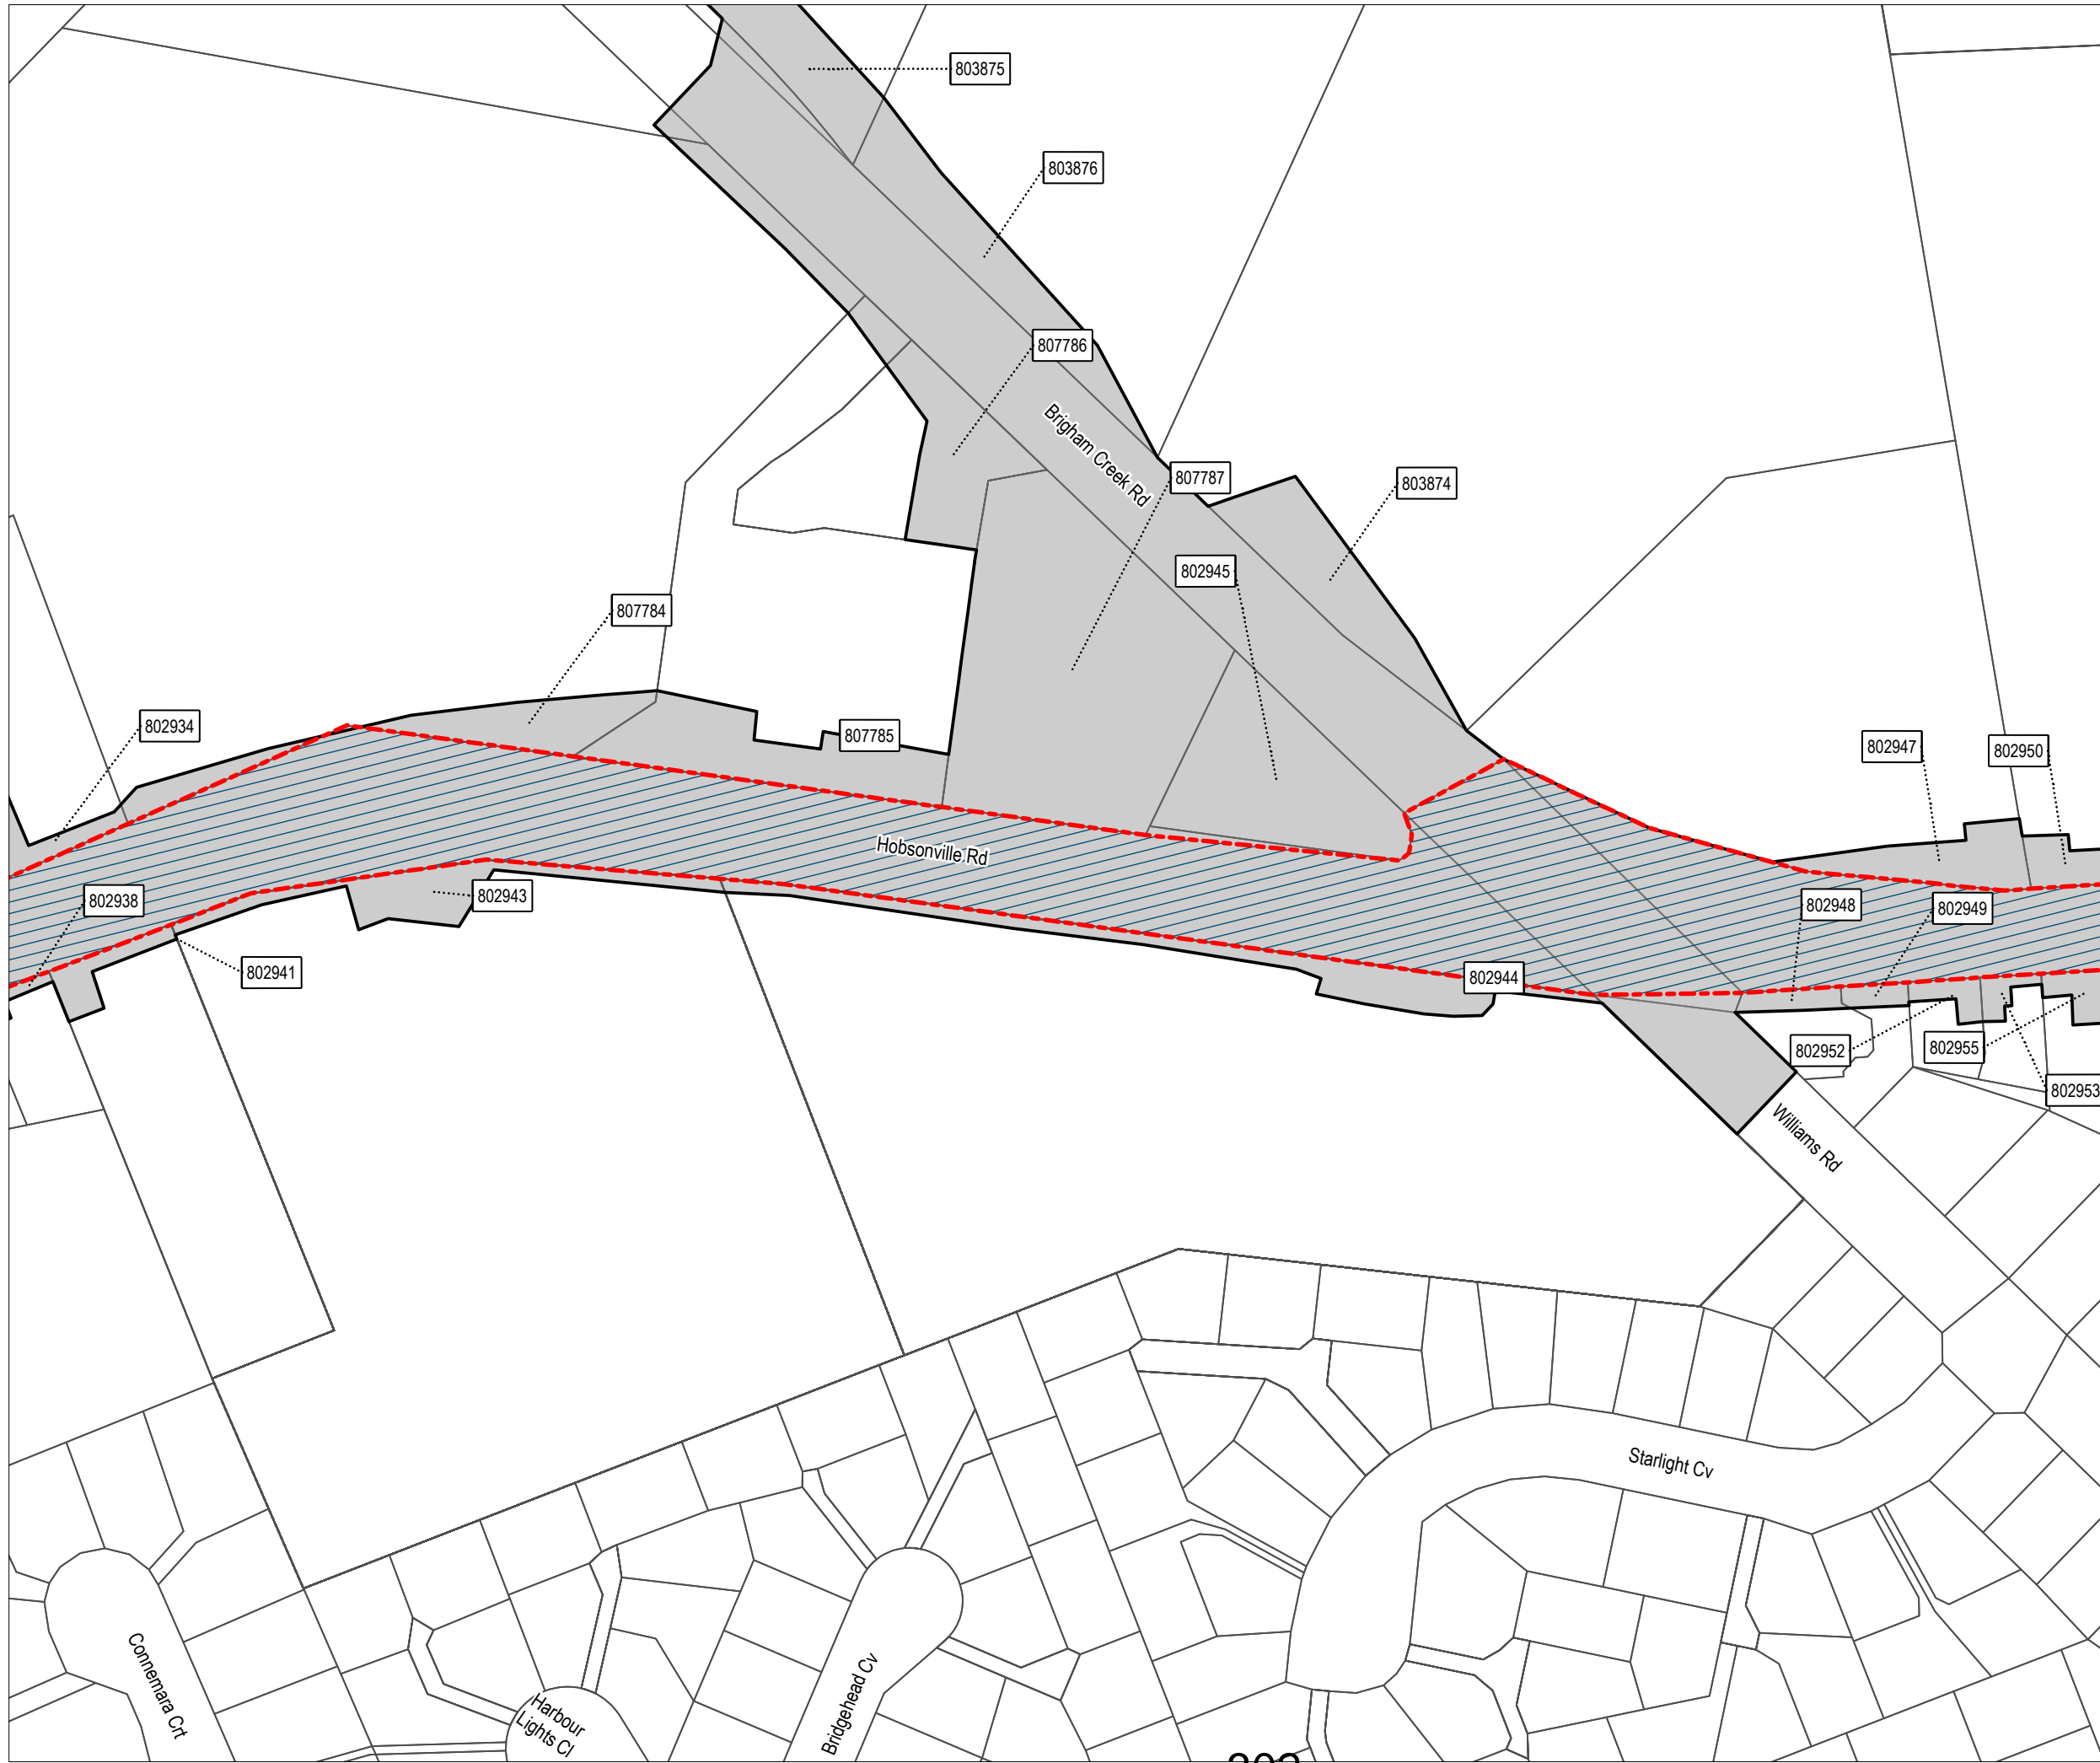 803875
803876
807786
Brigham Creek Rd
807787
803874
802945
807784
802934
807785
802947
802950
Hobsonville Rd
802938
802943
802948
802949
802941
802944
802952
802955
802953
Williams Rd
Starlight Cv
Connemara Crt
Harbour
Lights Cl
Bridgehead Cv